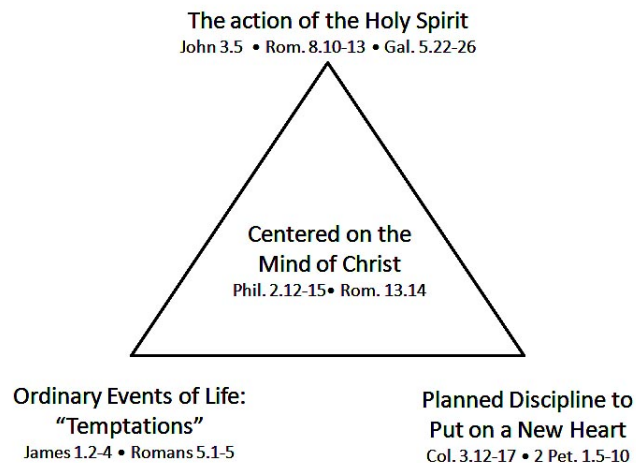 The action of the Holy Spirit
John 3.5 • Rom. 8.10-13 • Gal. 5.22-26
Centered on the
Mind of Christ
Phil. 2.12-15• Rom. 13.14
Ordinary Events of Life:
“Temptations”
James 1.2-4 • Romans 5.1-5
Planned Discipline to
Put on a New Heart
Col. 3.12-17 • 2 Pet. 1.5-10